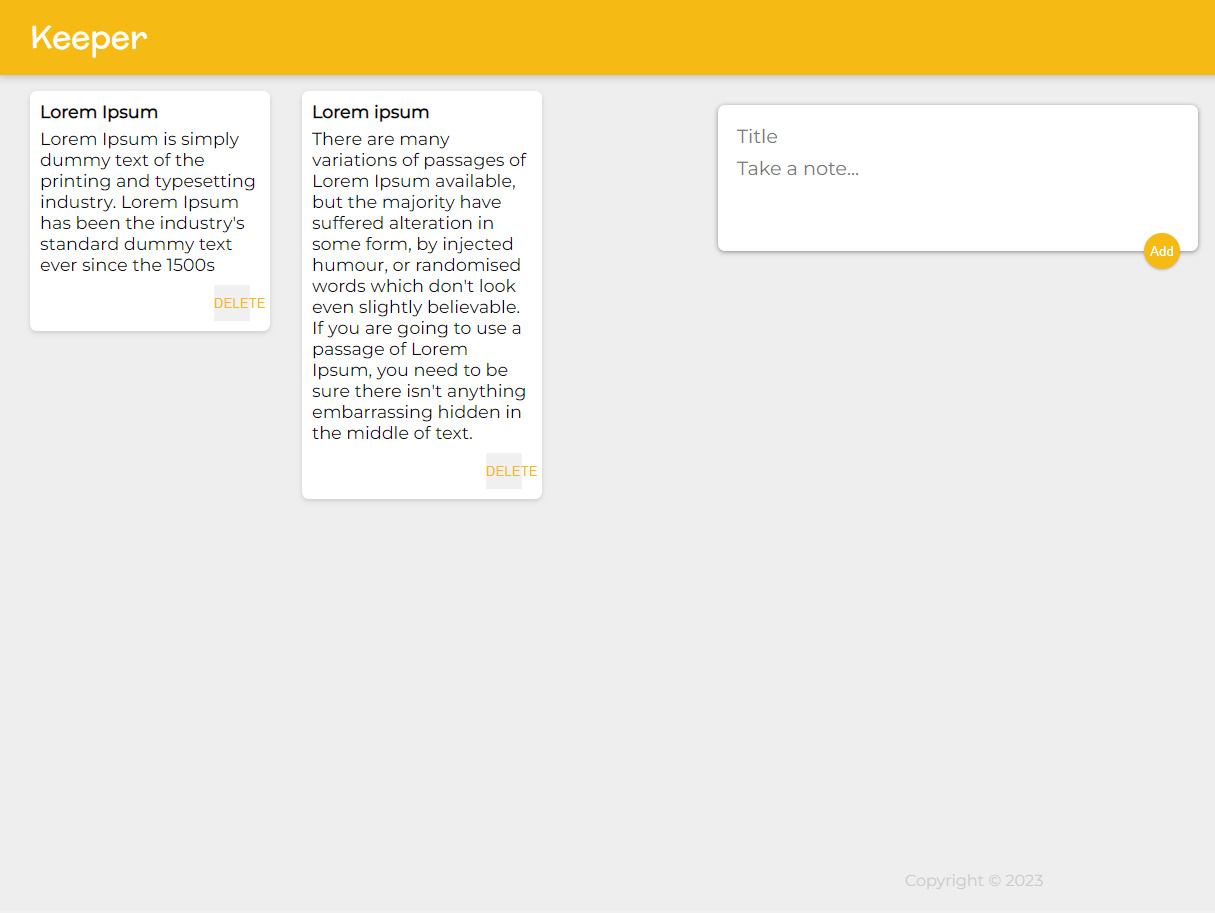 Keeper
Lorem Ipsum
Lorem Ipsum is simply
dummy text of the
printing and typesetting
industry. Lorem Ipsum
has been the industry's
standard dummy text
ever since the 1500s
DELETE
Lorem ipsum
There are many
variations of passages of
Lorem Ipsum available,
but the majority have
suffered alteration in
some form, by injected
humour, or randomised
words which don't look
even slightly believable.
If you are going to use a
passage of Lorem
Ipsum, you need to be
sure there isn't anything
embarrassing hidden in
the middle of text.
DELETE
Title
Take a note...
Add
Copyright © 2023